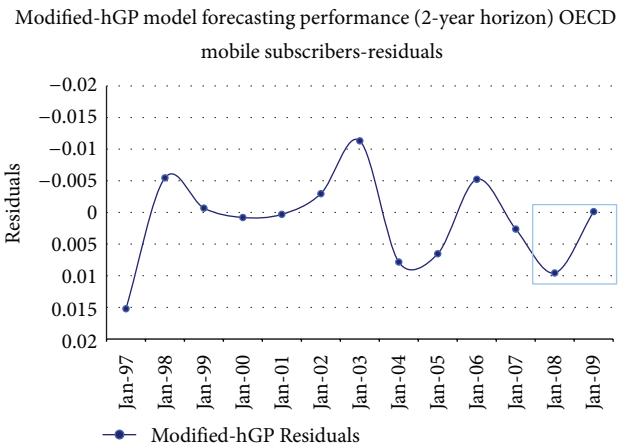 Modified-hGP model forecasting performance (2-year horizon) OECD
mobile subscribers-residuals
Residuals
−0.02
−0.015
−0.01
−0.005
0
0.005
0.01
0.015
0.02
Jan-97
Jan-98
Jan-99
Jan-00
Jan-01
Jan-02
Jan-03
Jan-04
Jan-05
Jan-06
Jan-07
Jan-08
Jan-09
Modified-hGP Residuals